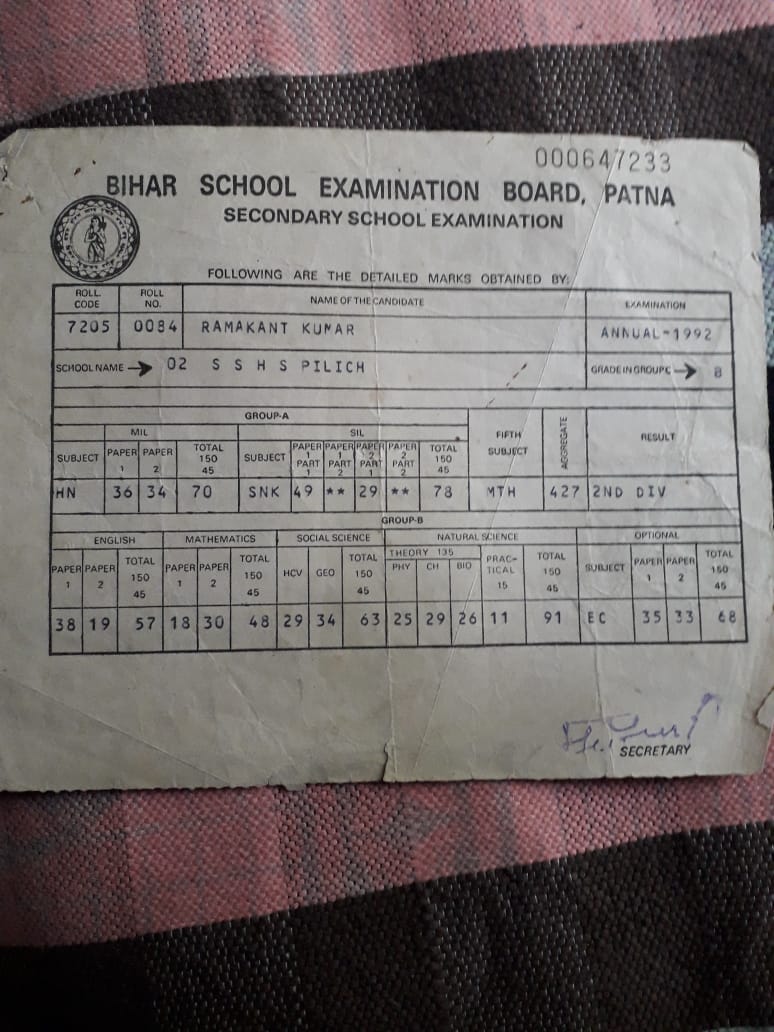 000647233
BIHAR SCHOOL EXAMINATION BOARD, PATNA
SECONDARY SCHOOL EXAMINATION
FOLLOWING ARE THE DETAILED MARKS OBTAINED BY:
ROLL CODE ROLL NO. NAME OF THE CANDIDATE EXAMINATION
7205 0084 RAMAKANT KUMAR ANNUAL-1992
SCHOOL NAME → 02 S S H S PILICH GRADE IN GROUP C → B
GROUP-A
MIL SIL FIFTH SUBJECT AGGREGATE RESULT
SUBJECT PAPER 1 PAPER 2 TOTAL 150 45 SUBJECT PAPER 1 PART 1 PAPER 1 PART 2 PAPER 2 PART 1 PAPER 2 PART 2 TOTAL 150 45
HN 36 34 70 SNK 49 ** 29 ** 78 MTH 427 2ND DIV
GROUP-B
ENGLISH MATHEMATICS SOCIAL SCIENCE NATURAL SCIENCE OPTIONAL
PAPER 1 PAPER 2 TOTAL 150 45 PAPER 1 PAPER 2 TOTAL 150 45 HCV GEO TOTAL 150 45 THEORY 135 PHY CH BIO PRAC-TICAL 15 TOTAL 150 45 SUBJECT PAPER 1 PAPER 2 TOTAL 150 45
38 19 57 18 30 48 29 34 63 25 29 26 11 91 EC 35 33 68
SECRETARY